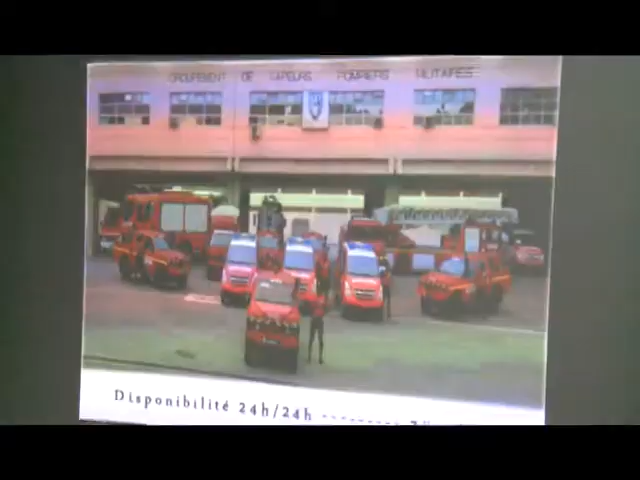 GROUPEMENT DE SAPEURS POMPIERS MILITAIRES
Disponibilité 24h/24h ---------